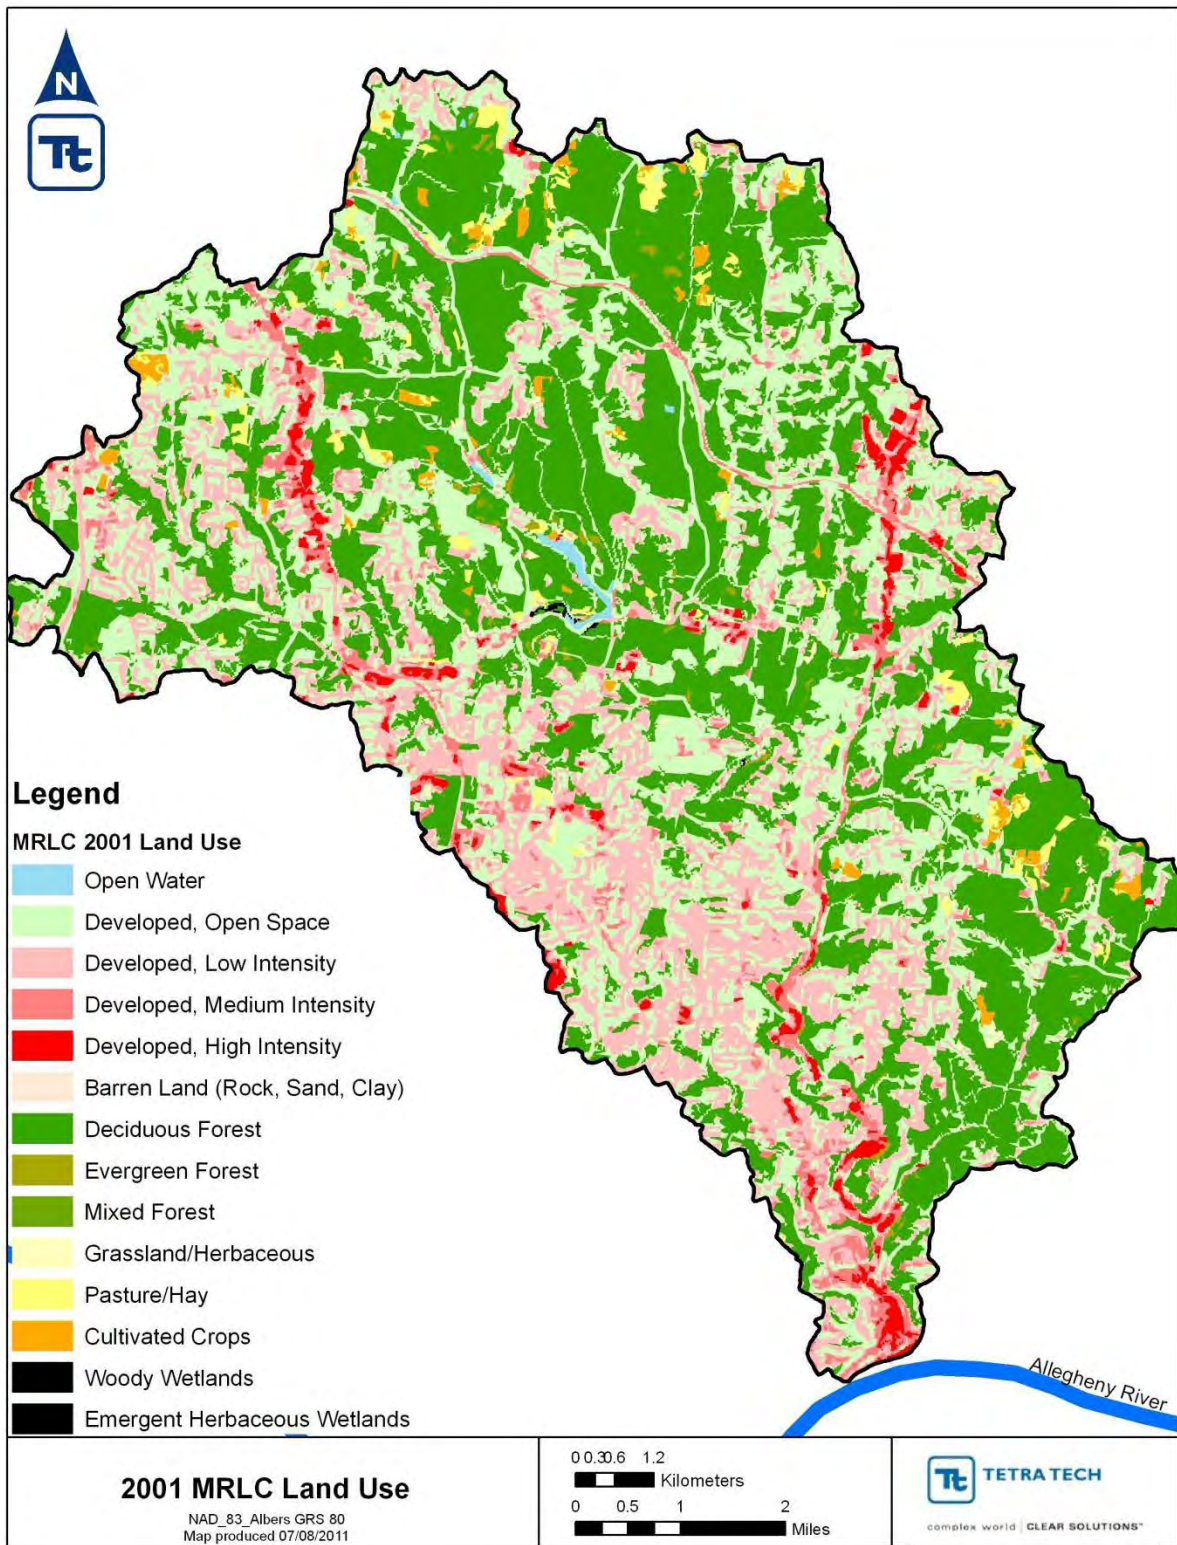 N
Tt
Legend
MRLC 2001 Land Use
Open Water
Developed, Open Space
Developed, Low Intensity
Developed, Medium Intensity
Developed, High Intensity
Barren Land (Rock, Sand, Clay)
Deciduous Forest
Evergreen Forest
Mixed Forest
Grassland/Herbaceous
Pasture/Hay
Cultivated Crops
Woody Wetlands
Emergent Herbaceous Wetlands
Allegheny River
2001 MRLC Land Use
NAD_83_Albers GRS 80
Map produced 07/08/2011
0 0.3 0.6 1.2
Kilometers
0 0.5 1 2
Miles
Tt TETRA TECH
complex world | CLEAR SOLUTIONS™